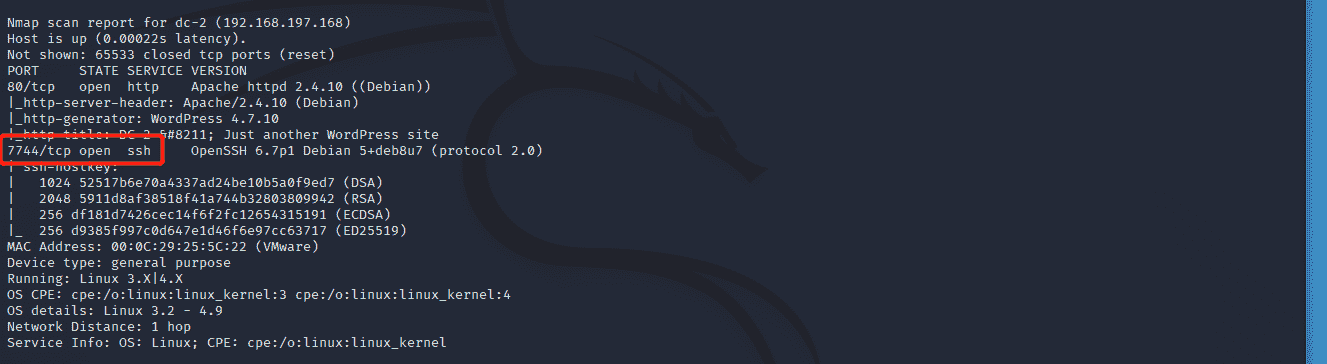 Nmap scan report for dc-2 (192.168.197.168)
Host is up (0.00022s latency).
Not shown: 65533 closed tcp ports (reset)
PORT     STATE SERVICE VERSION
80/tcp   open  http    Apache httpd 2.4.10 ((Debian))
|_http-server-header: Apache/2.4.10 (Debian)
|_http-generator: WordPress 4.7.10
|_http-title: DC-2 &#8211; Just another WordPress site
7744/tcp open  ssh     OpenSSH 6.7p1 Debian 5+deb8u7 (protocol 2.0)
| ssh-hostkey:
|   1024 52517b6e70a4337ad24be10b5a0f9ed7 (DSA)
|   2048 5911d8af38518f41a744b32803809942 (RSA)
|   256 df181d7426cec14f6f2fc12654315191 (ECDSA)
|_  256 d9385f997c0d647e1d46f6e97cc63717 (ED25519)
MAC Address: 00:0C:29:25:5C:22 (VMware)
Device type: general purpose
Running: Linux 3.X|4.X
OS CPE: cpe:/o:linux:linux_kernel:3 cpe:/o:linux:linux_kernel:4
OS details: Linux 3.2 - 4.9
Network Distance: 1 hop
Service Info: OS: Linux; CPE: cpe:/o:linux:linux_kernel